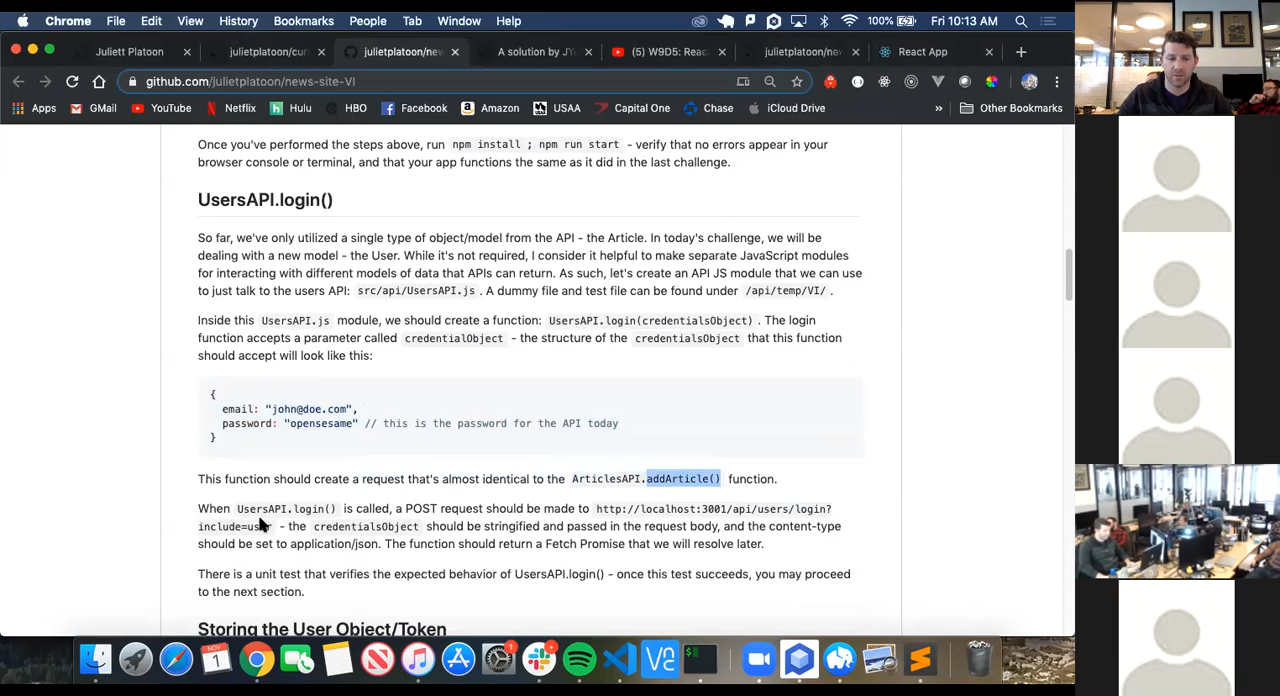 Chrome File Edit View History Bookmarks People Tab Window Help 100% Fri 10:13 AM
Juliett Platoon julietplatoon/cur julietplatoon/new A solution by JY (5) W9D5: Rea julietplatoon/new React App
github.com/julietplatoon/news-site-VI
Apps GMail YouTube Netflix Hulu HBO Facebook Amazon USAA Capital One Chase iCloud Drive » Other Bookmarks
Once you've performed the steps above, run npm install ; npm run start - verify that no errors appear in your
browser console or terminal, and that your app functions the same as it did in the last challenge.
UsersAPI.login()
So far, we've only utilized a single type of object/model from the API - the Article. In today's challenge, we will be
dealing with a new model - the User. While it's not required, I consider it helpful to make separate JavaScript modules
for interacting with different models of data that APIs can return. As such, let's create an API JS module that we can use
to just talk to the users API: src/api/UsersAPI.js . A dummy file and test file can be found under /api/temp/VI/ .
Inside this UsersAPI.js module, we should create a function: UsersAPI.login(credentialsObject) . The login
function accepts a parameter called credentialObject - the structure of the credentialsObject that this function
should accept will look like this:
{
email: "john@doe.com",
password: "opensesame" // this is the password for the API today
}
This function should create a request that's almost identical to the ArticlesAPI.addArticle() function.
When UsersAPI.login() is called, a POST request should be made to http://localhost:3001/api/users/login?
include=user - the credentialsObject should be stringified and passed in the request body, and the content-type
should be set to application/json. The function should return a Fetch Promise that we will resolve later.
There is a unit test that verifies the expected behavior of UsersAPI.login() - once this test succeeds, you may proceed
to the next section.
Storing the User Object/Token
NOV 1